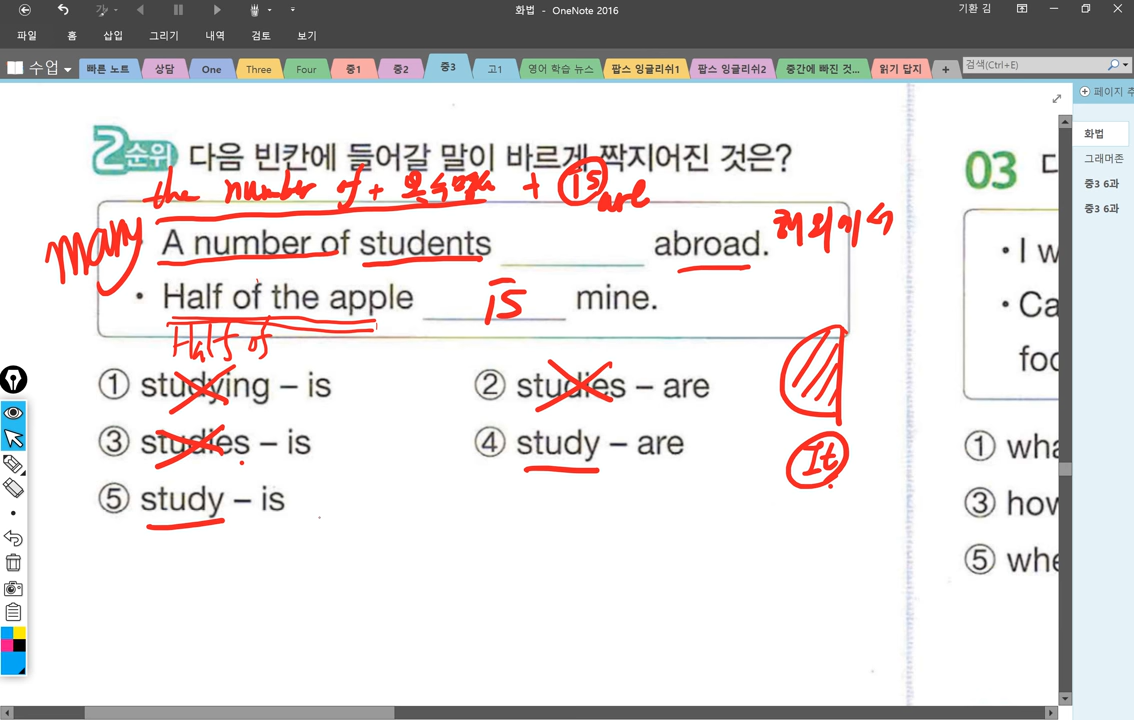 화법 - OneNote 2016
기환 김
파일 홈 삽입 그리기 내역 검토 보기
수업 빠른 노트 상담 One Three Four 중1 중2 중3 고1 영어 학습 뉴스 팝스 잉글리쉬1 팝스 잉글리쉬2 중간에 빠진 것... 읽기 답지 + 검색(Ctrl+E)
페이지 추
화법
그래머존
중3 6과
중3 6과
2순위 다음 빈칸에 들어갈 말이 바르게 짝지어진 것은?
the number of + 복수명사 + is
are
many
A number of students ________ abroad.
• Half of the apple ________ mine.
is
Half of
① studying – is
② studies – are
③ studies – is
④ study – are
⑤ study – is
It
03
• I w
• Ca
foo
① wha
③ how
⑤ whe